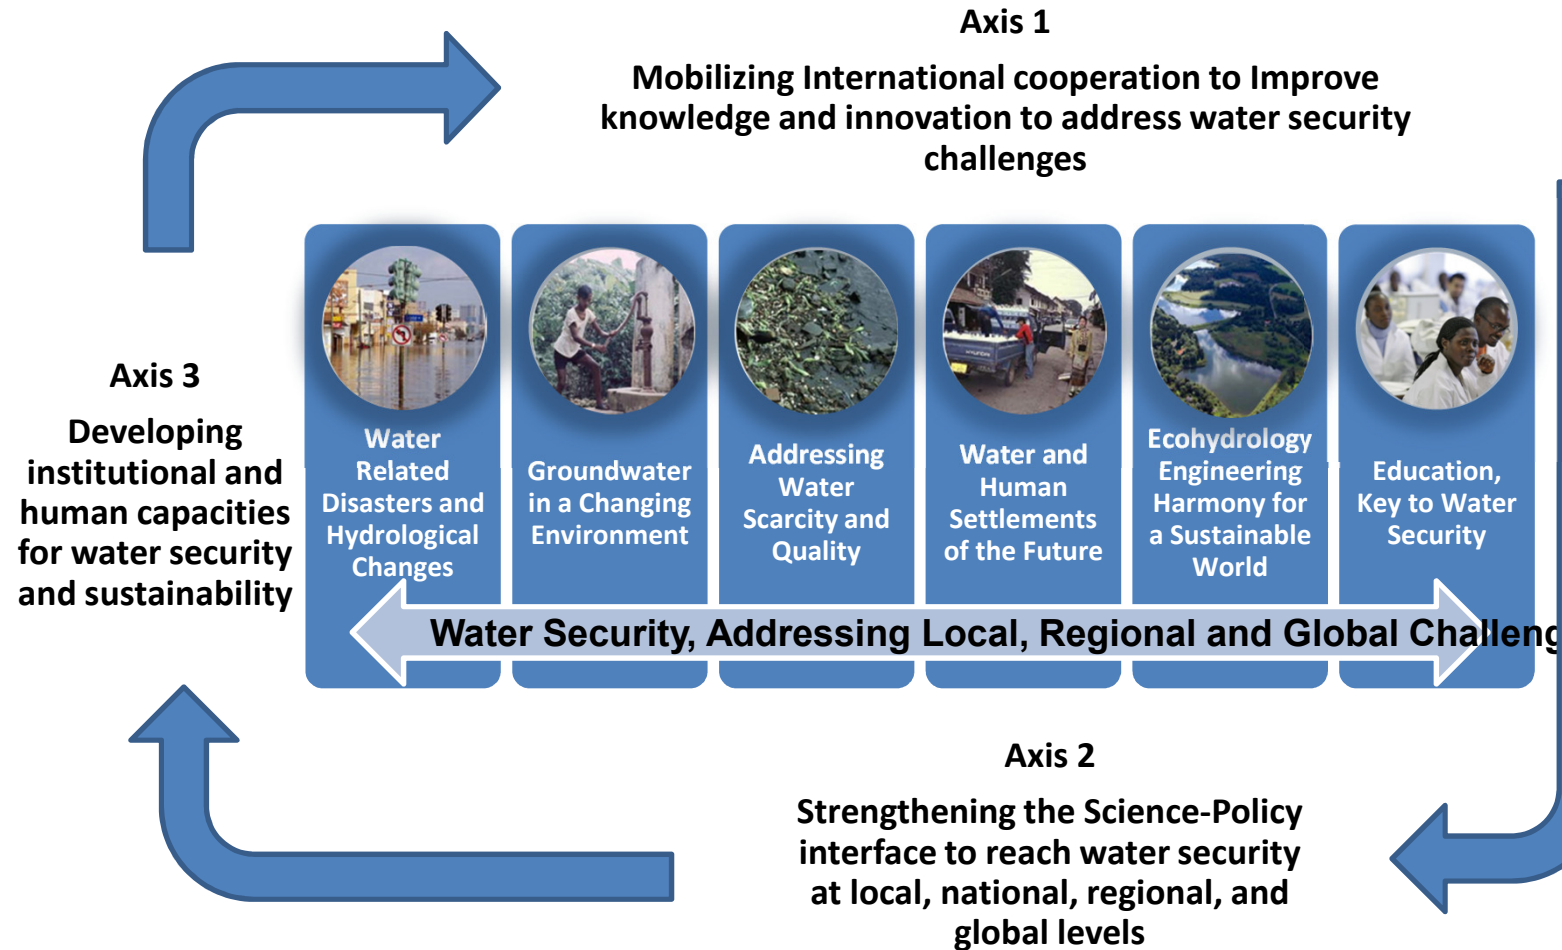 Axis 1
Mobilizing International cooperation to Improve
knowledge and innovation to address water security
challenges
Axis 3
Developing
institutional and
human capacities
for water security
and sustainability
Water
Related
Disasters and
Hydrological
Changes
Groundwater
in a Changing
Environment
Addressing
Water
Scarcity and
Quality
Water and
Human
Settlements
of the Future
Ecohydrology
Engineering
Harmony for
a Sustainable
World
Education,
Key to Water
Security
Water Security, Addressing Local, Regional and Global Challeng
Axis 2
Strengthening the Science-Policy
interface to reach water security
at local, national, regional, and
global levels